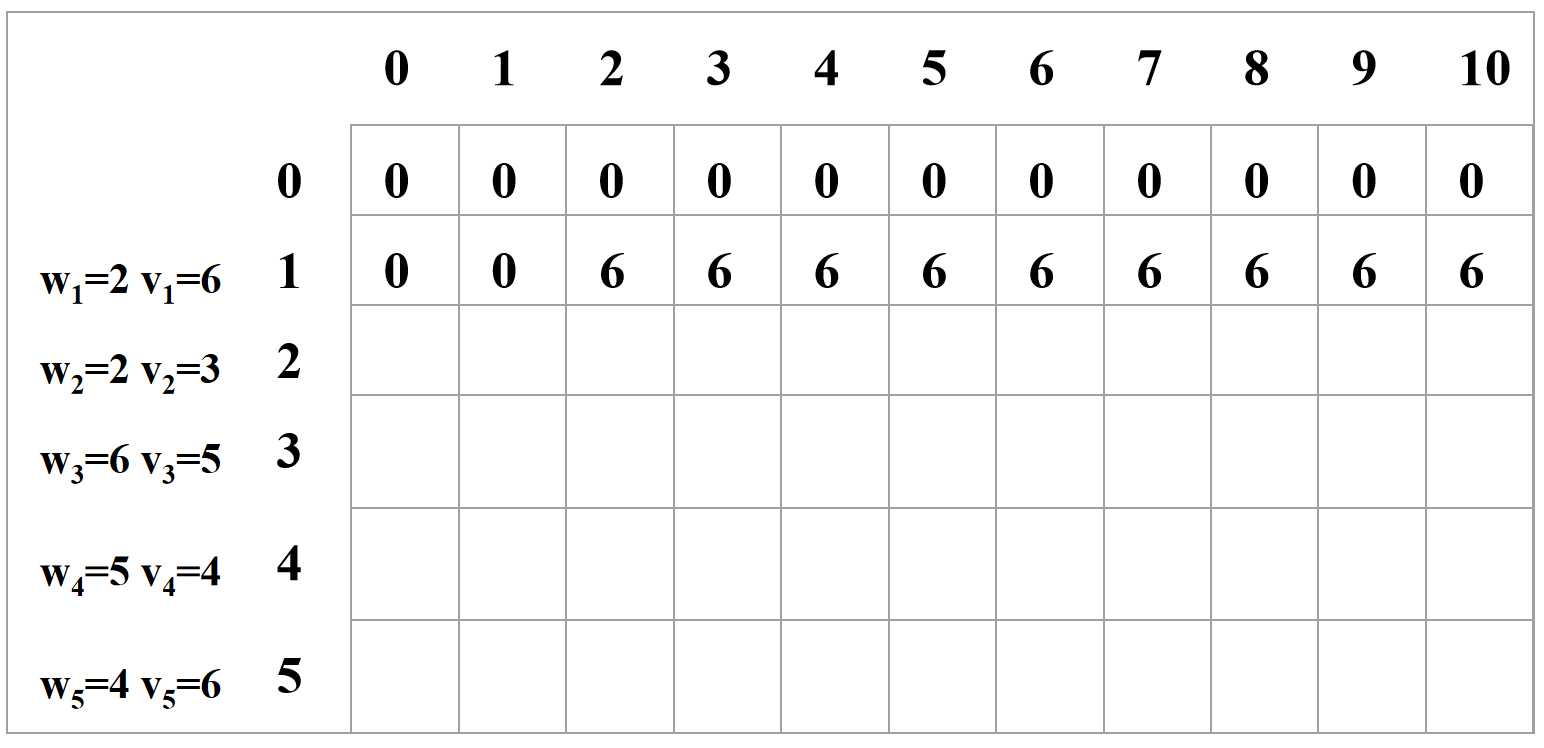 0 1 2 3 4 5 6 7 8 9 10
0 0 0 0 0 0 0 0 0 0 0 0
w₁=2 v₁=6 1 0 0 6 6 6 6 6 6 6 6 6
w₂=2 v₂=3 2
w₃=6 v₃=5 3
w₄=5 v₄=4 4
w₅=4 v₅=6 5